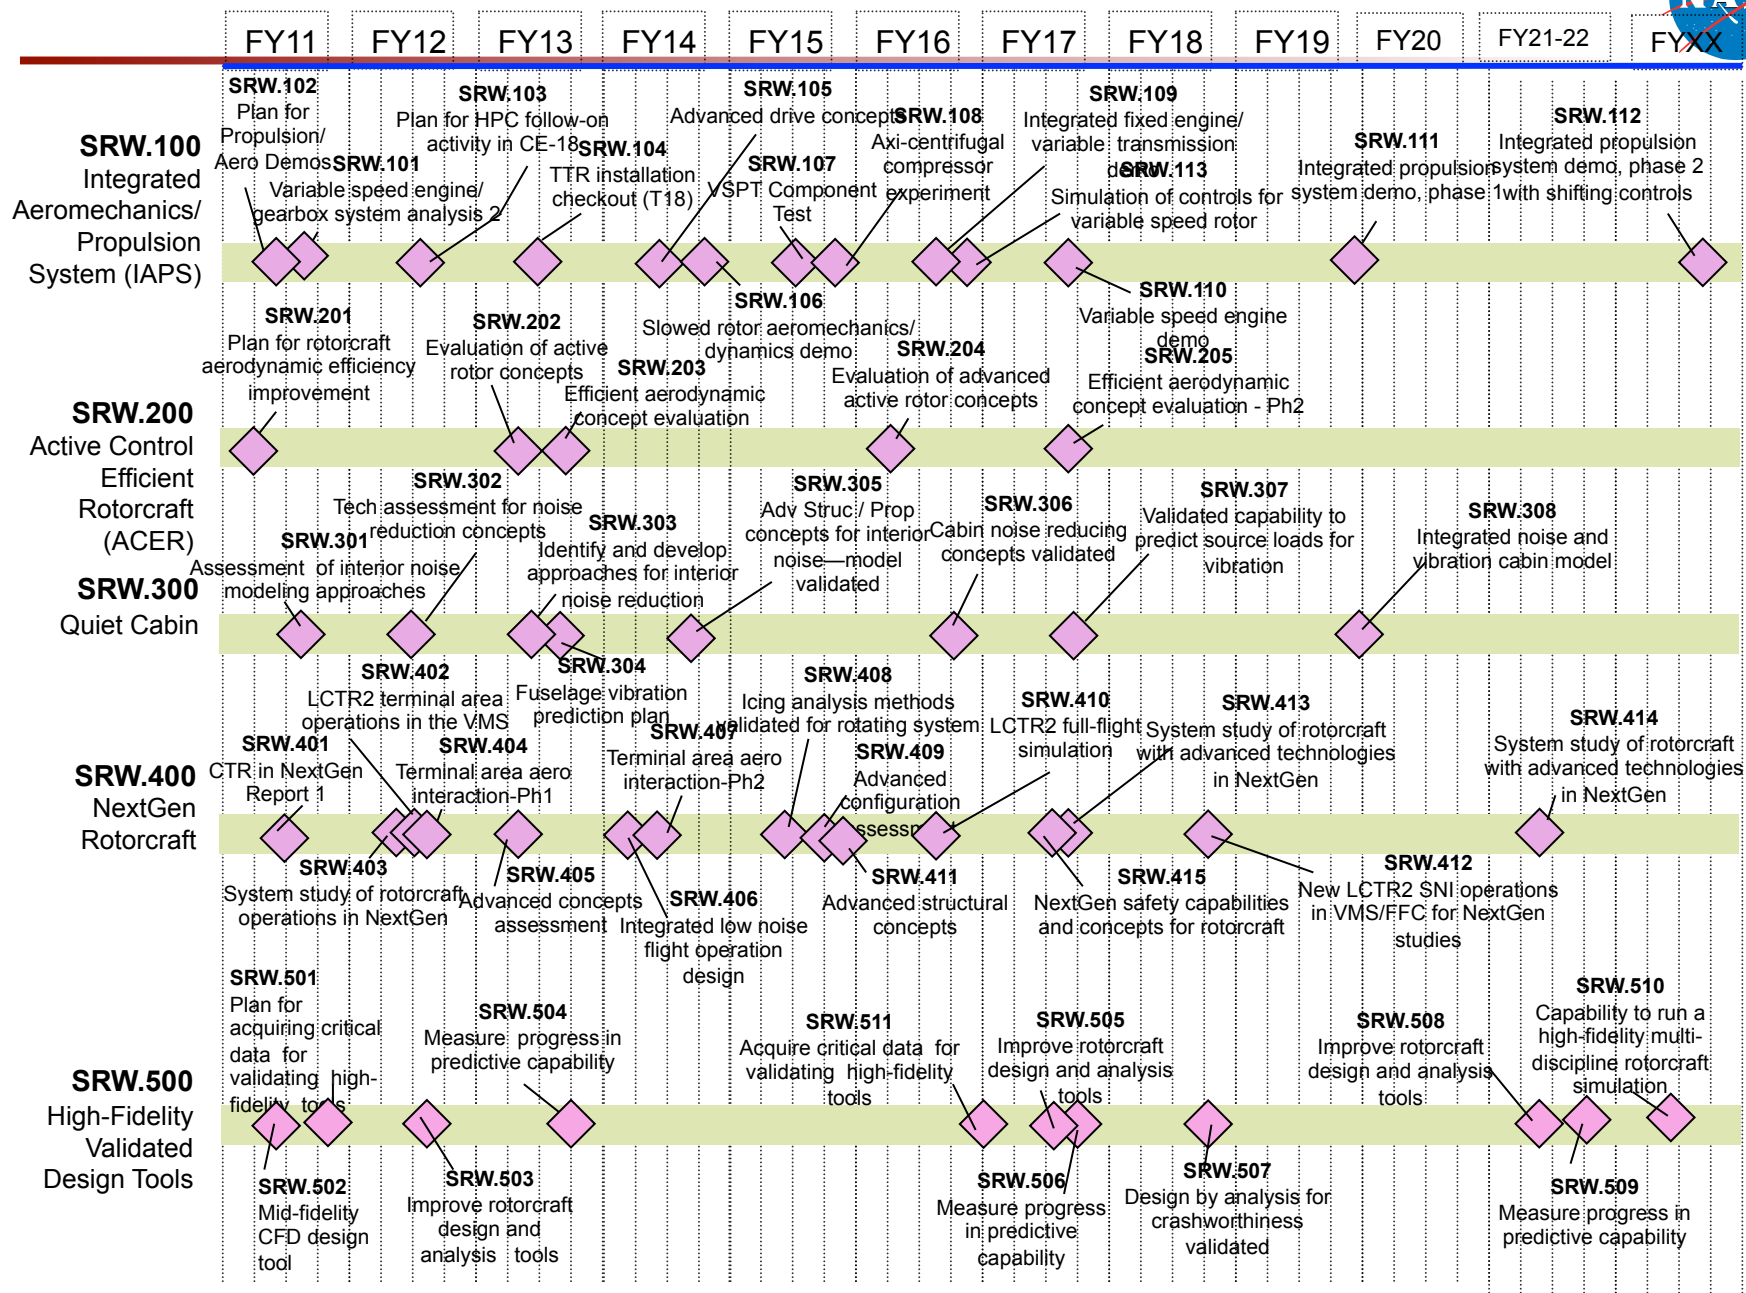 NA
FY11
FY12
FY13
FY14
FY15
FY16
FY17
FY18
FY19
FY20
FY21-22
FYXX
SRW.100
Integrated
Aeromechanics/
Propulsion
System (IAPS)
SRW.102
Plan for
Propulsion/
Aero Demos
SRW.101
Variable speed engine/
gearbox system analysis 2
SRW.103
Plan for HPC follow-on
activity in CE-18
SRW.104
TTR installation
checkout (T18)
SRW.105
Advanced drive concepts
SRW.107
VSPT Component
Test
SRW.108
Axi-centrifugal
compressor
experiment
SRW.109
Integrated fixed engine/
variable transmission
demo
SRW.113
Simulation of controls for
variable speed rotor
SRW.111
Integrated propulsion
system demo, phase 1
SRW.112
Integrated propulsion
system demo, phase 2
with shifting controls
SRW.106
Slowed rotor aeromechanics/
dynamics demo
SRW.110
Variable speed engine
demo
SRW.200
Active Control
Efficient
Rotorcraft
(ACER)
SRW.201
Plan for rotorcraft
aerodynamic efficiency
improvement
SRW.202
Evaluation of active
rotor concepts
SRW.203
Efficient aerodynamic
concept evaluation
SRW.204
Evaluation of advanced
active rotor concepts
SRW.205
Efficient aerodynamic
concept evaluation - Ph2
SRW.300
Quiet Cabin
SRW.301
Assessment of interior noise
modeling approaches
SRW.302
Tech assessment for noise
reduction concepts
SRW.303
Identify and develop
approaches for interior
noise reduction
SRW.305
Adv Struc / Prop
concepts for interior
noise—model
validated
SRW.306
Cabin noise reducing
concepts validated
SRW.307
Validated capability to
predict source loads for
vibration
SRW.308
Integrated noise and
vibration cabin model
SRW.304
Fuselage vibration
prediction plan
SRW.400
NextGen
Rotorcraft
SRW.401
CTR in NextGen
Report 1
SRW.402
LCTR2 terminal area
operations in the VMS
SRW.404
Terminal area aero
interaction-Ph1
SRW.407
Terminal area aero
interaction-Ph2
SRW.408
Icing analysis methods
validated for rotating system
SRW.409
Advanced
configuration
SRW.410
LCTR2 full-flight
simulation
SRW.413
System study of rotorcraft
with advanced technologies
in NextGen
SRW.414
System study of rotorcraft
with advanced technologies
in NextGen
SRW.403
System study of rotorcraft
operations in NextGen
SRW.405
Advanced concepts
assessment
SRW.406
Integrated low noise
flight operation
design
SRW.411
Advanced structural
concepts
SRW.415
NextGen safety capabilities
and concepts for rotorcraft
SRW.412
New LCTR2 SNI operations
in VMS/FFC for NextGen
studies
SRW.500
High-Fidelity
Validated
Design Tools
SRW.501
Plan for
acquiring critical
data for
validating high-
fidelity tools
SRW.504
Measure progress in
predictive capability
SRW.511
Acquire critical data for
validating high-fidelity
tools
SRW.505
Improve rotorcraft
design and analysis
tools
SRW.508
Improve rotorcraft
design and analysis
tools
SRW.510
Capability to run a
high-fidelity multi-
discipline rotorcraft
simulation
SRW.502
Mid-fidelity
CFD design
tool
SRW.503
Improve rotorcraft
design and
analysis tools
SRW.506
Measure progress
in predictive
capability
SRW.507
Design by analysis for
crashworthiness
validated
SRW.509
Measure progress in
predictive capability